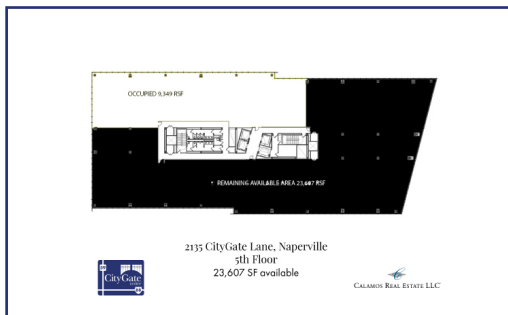 OCCUPIED 9,349 RSF
REMAINING AVAILABLE AREA 23,607 RSF
2135 CityGate Lane, Naperville
5th Floor
23,607 SF available
CityGate
CALAMOS REAL ESTATE LLC